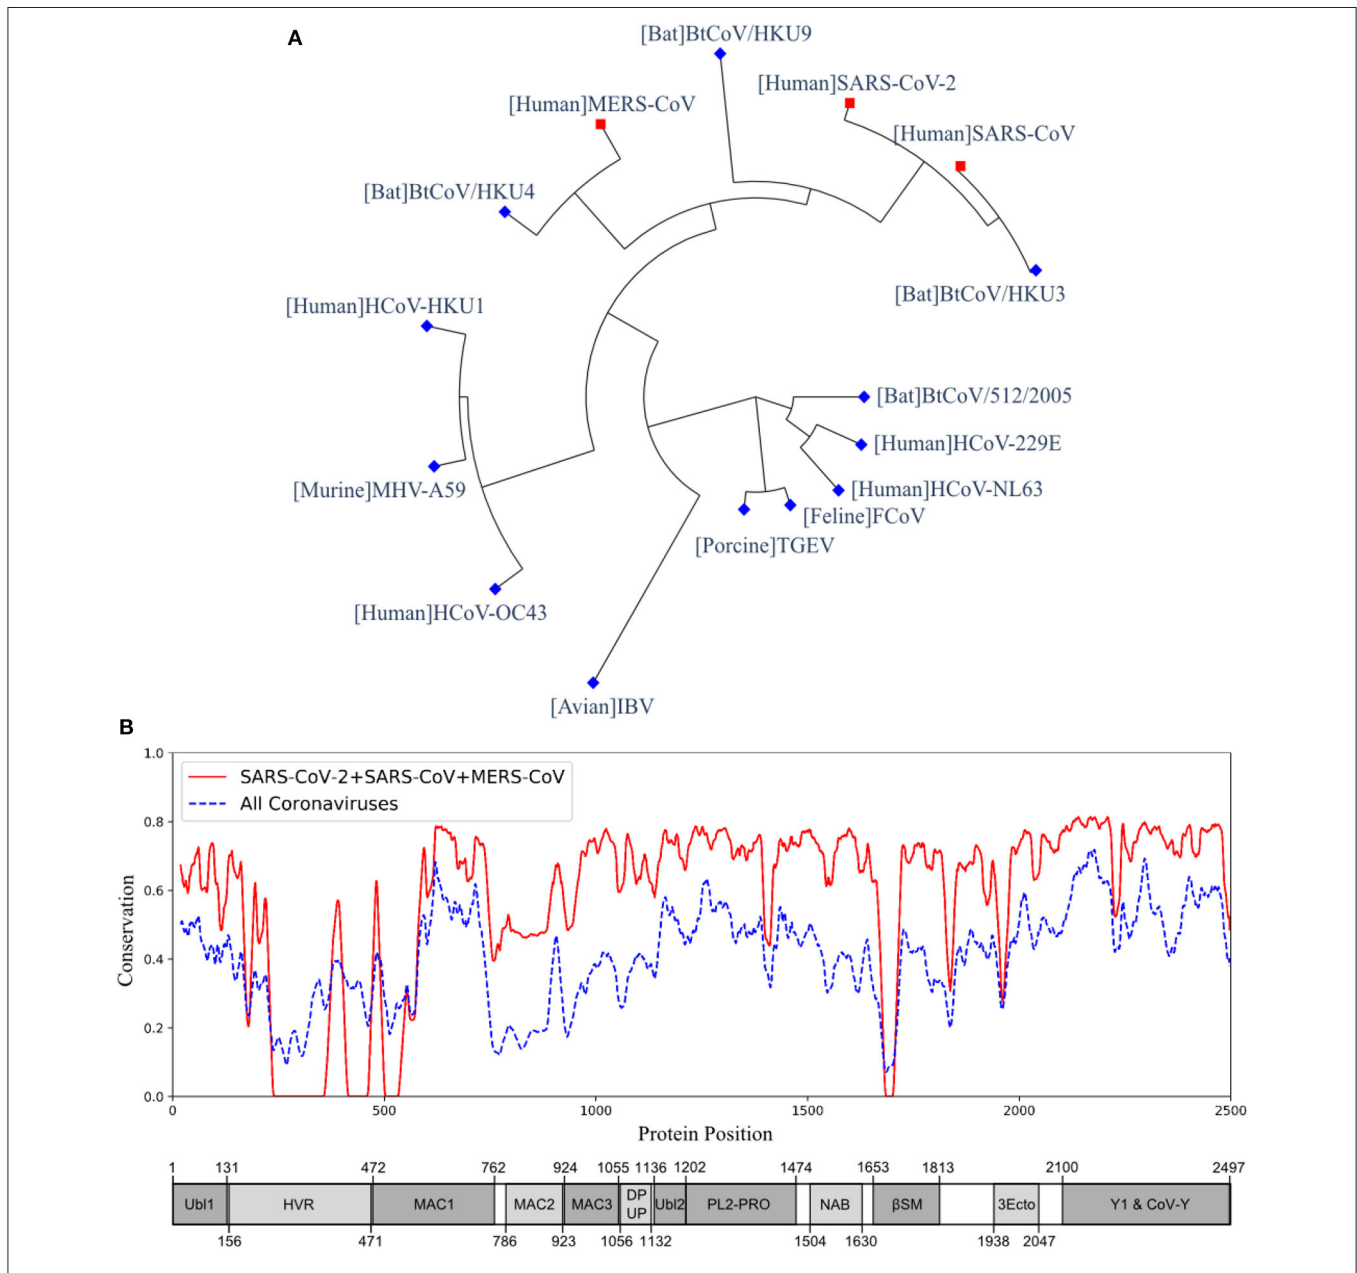 A
[Bat]BtCoV/HKU9
[Human]SARS-CoV-2
[Human]MERS-CoV
[Human]SARS-CoV
[Bat]BtCoV/HKU4
[Bat]BtCoV/HKU3
[Human]HCoV-HKU1
[Bat]BtCoV/512/2005
[Human]HCoV-229E
[Murine]MHV-A59
[Human]HCoV-NL63
[Feline]FCoV
[Porcine]TGEV
[Human]HCoV-OC43
[Avian]IBV
B
1.0
0.8
0.6
0.4
0.2
0.0
Conservation
SARS-CoV-2+SARS-CoV+MERS-CoV
All Coronaviruses
0 500 1000 1500 2000 2500
Protein Position
1 131 472 762 924 1055 1136 1202 1474 1653 1813 2100 2497
Ubl1 HVR MAC1 MAC2 MAC3 DP UP Ubl2 PL2-PRO NAB βSM 3Ecto Y1 & CoV-Y
156 471 786 923 1056 1132 1504 1630 1938 2047